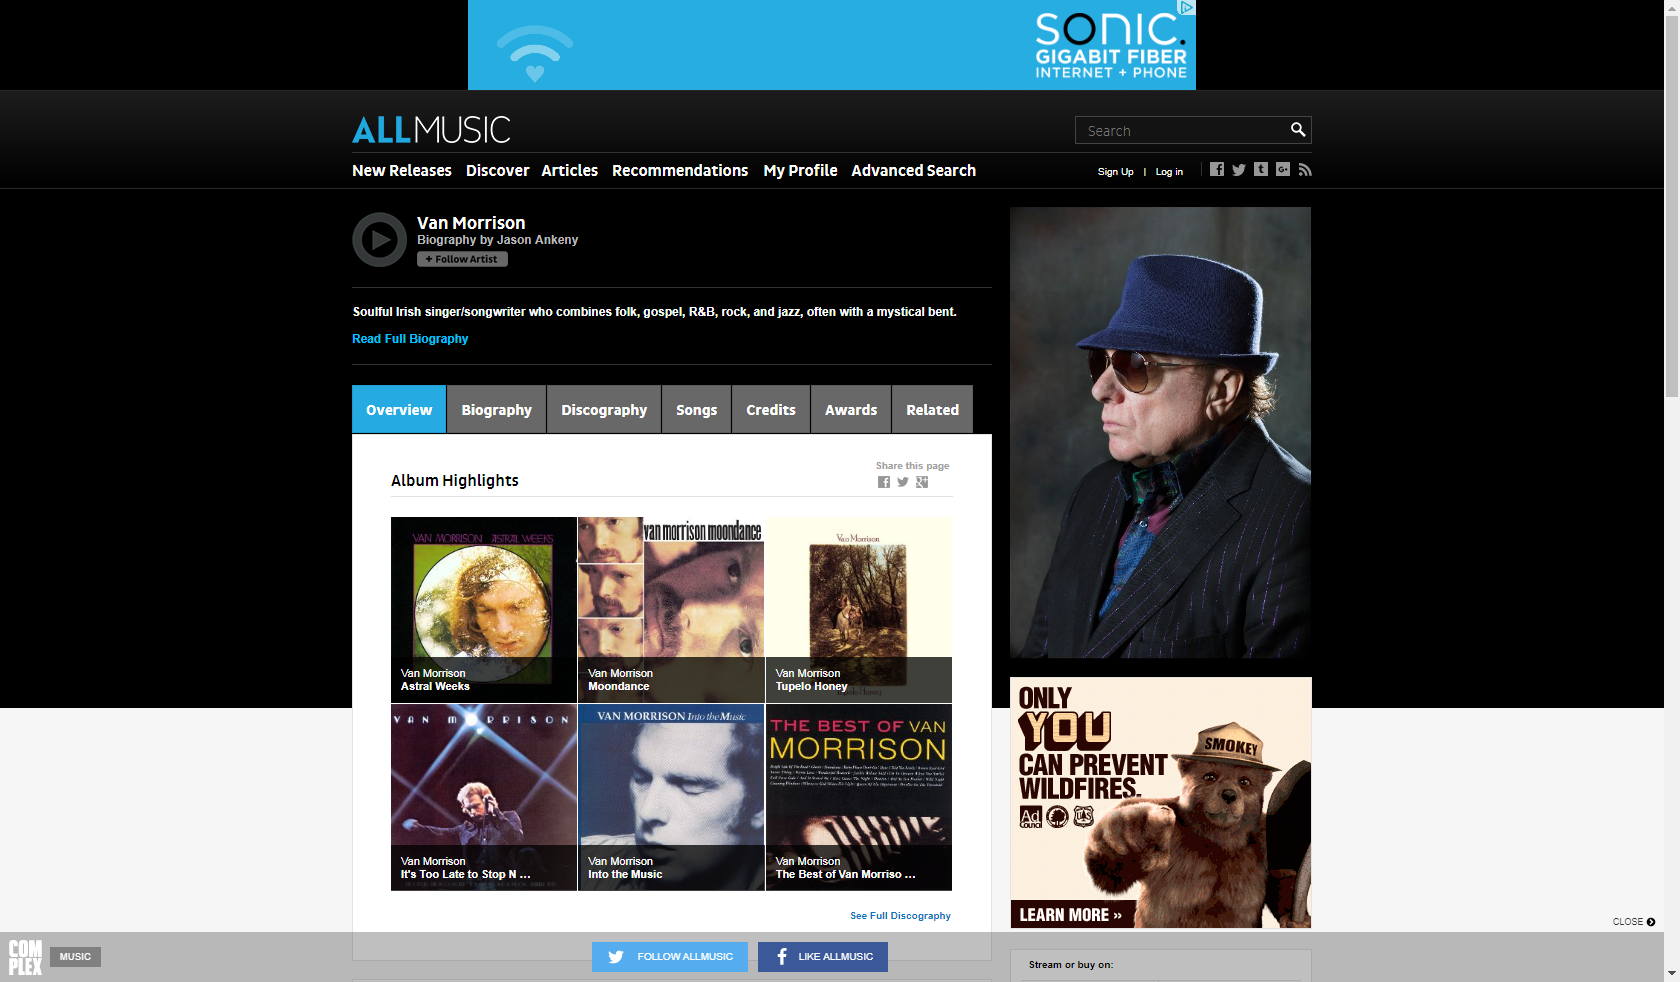 SONIC.
GIGABIT FIBER
INTERNET + PHONE
ALLMUSIC
Search
New Releases Discover Articles Recommendations My Profile Advanced Search
Sign Up | Log in
Van Morrison
Biography by Jason Ankeny
+ Follow Artist
Soulful Irish singer/songwriter who combines folk, gospel, R&B, rock, and jazz, often with a mystical bent.
Read Full Biography
Overview Biography Discography Songs Credits Awards Related
Share this page
Album Highlights
VAN MORRISON ASTRAL WEEKS
Van Morrison
Astral Weeks
van morrison moondance
Van Morrison
Moondance
Van Morrison
Tupelo Honey
Van Morrison
Tupelo Honey
VAN MORRISON
Van Morrison
It's Too Late to Stop N ...
VAN MORRISON Into the Music
Van Morrison
Into the Music
THE BEST OF VAN
MORRISON
Van Morrison
The Best of Van Morriso ...
See Full Discography
ONLY
YOU
CAN PREVENT
WILDFIRES.
SMOKEY
Ad
Council
LEARN MORE »
CLOSE
COM
PLEX
MUSIC
FOLLOW ALLMUSIC
LIKE ALLMUSIC
Stream or buy on: